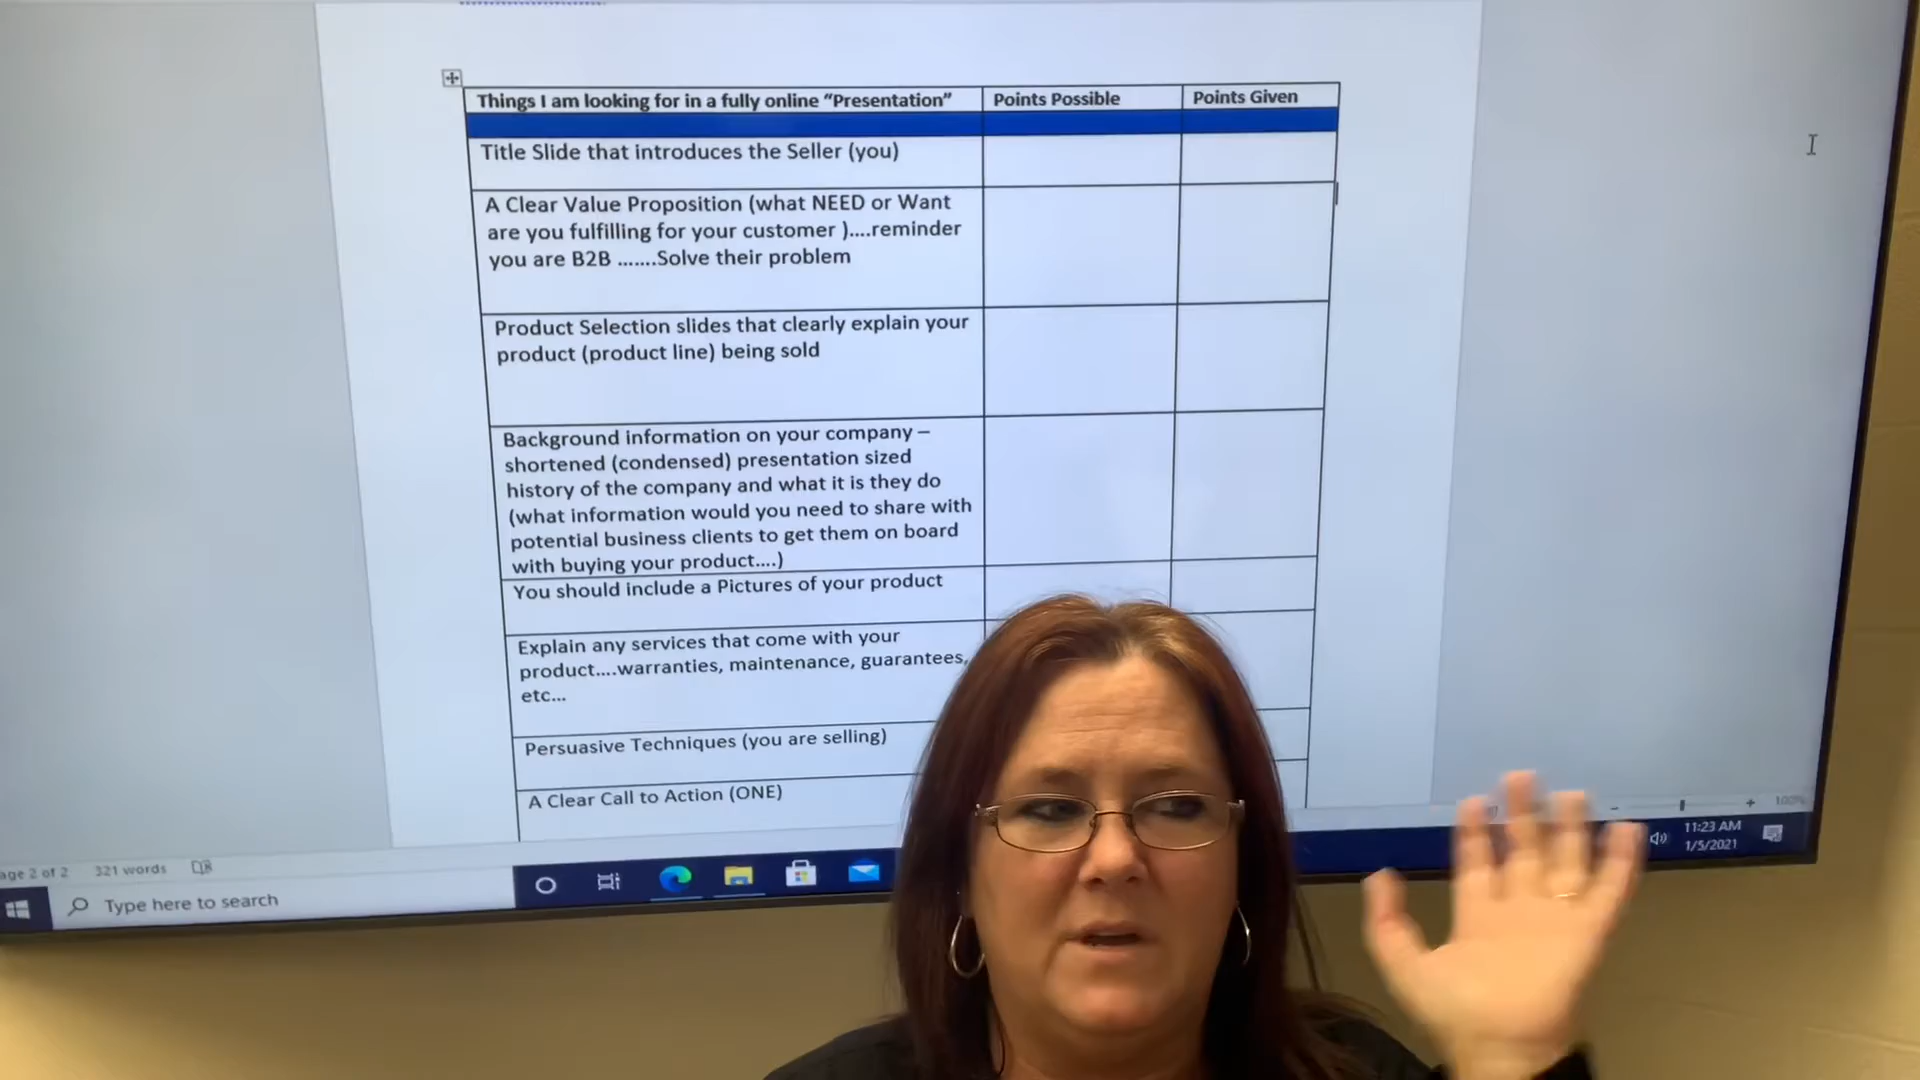 Things I am looking for in a fully online “Presentation” Points Possible Points Given
Title Slide that introduces the Seller (you)
A Clear Value Proposition (what NEED or Want
are you fulfilling for your customer )....reminder
you are B2B .......Solve their problem
Product Selection slides that clearly explain your
product (product line) being sold
Background information on your company –
shortened (condensed) presentation sized
history of the company and what it is they do
(what information would you need to share with
potential business clients to get them on board
with buying your product....)
You should include a Pictures of your product
Explain any services that come with your
product....warranties, maintenance, guarantees,
etc...
Persuasive Techniques (you are selling)
A Clear Call to Action (ONE)
age 2 of 2 321 words
100%
Type here to search
11:23 AM
1/5/2021